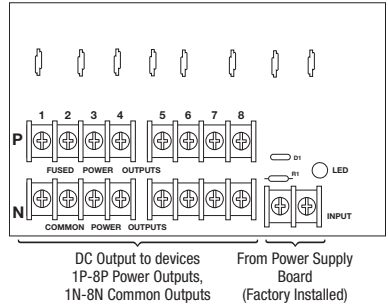 1 2 3 4 5 6 7 8
P
FUSED POWER OUTPUTS
D1
R1
LED
N
COMMON POWER OUTPUTS
INPUT
DC Output to devices
1P-8P Power Outputs,
1N-8N Common Outputs
From Power Supply
Board
(Factory Installed)